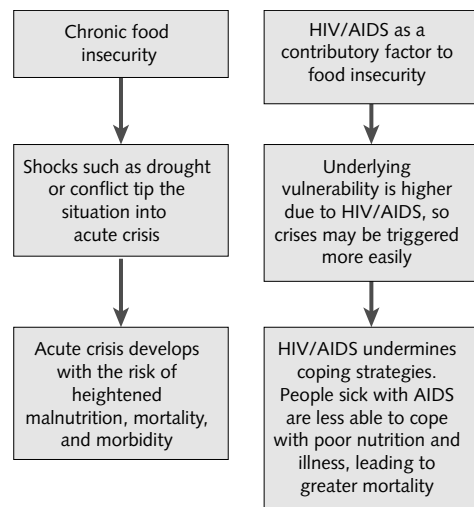 Chronic food
insecurity
Shocks such as drought
or conflict tip the
situation into
acute crisis
Acute crisis develops
with the risk of
heightened
malnutrition, mortality,
and morbidity
HIV/AIDS as a
contributory factor to
food insecurity
Underlying
vulnerability is higher
due to HIV/AIDS, so
crises may be triggered
more easily
HIV/AIDS undermines
coping strategies.
People sick with AIDS
are less able to cope
with poor nutrition and
illness, leading to
greater mortality